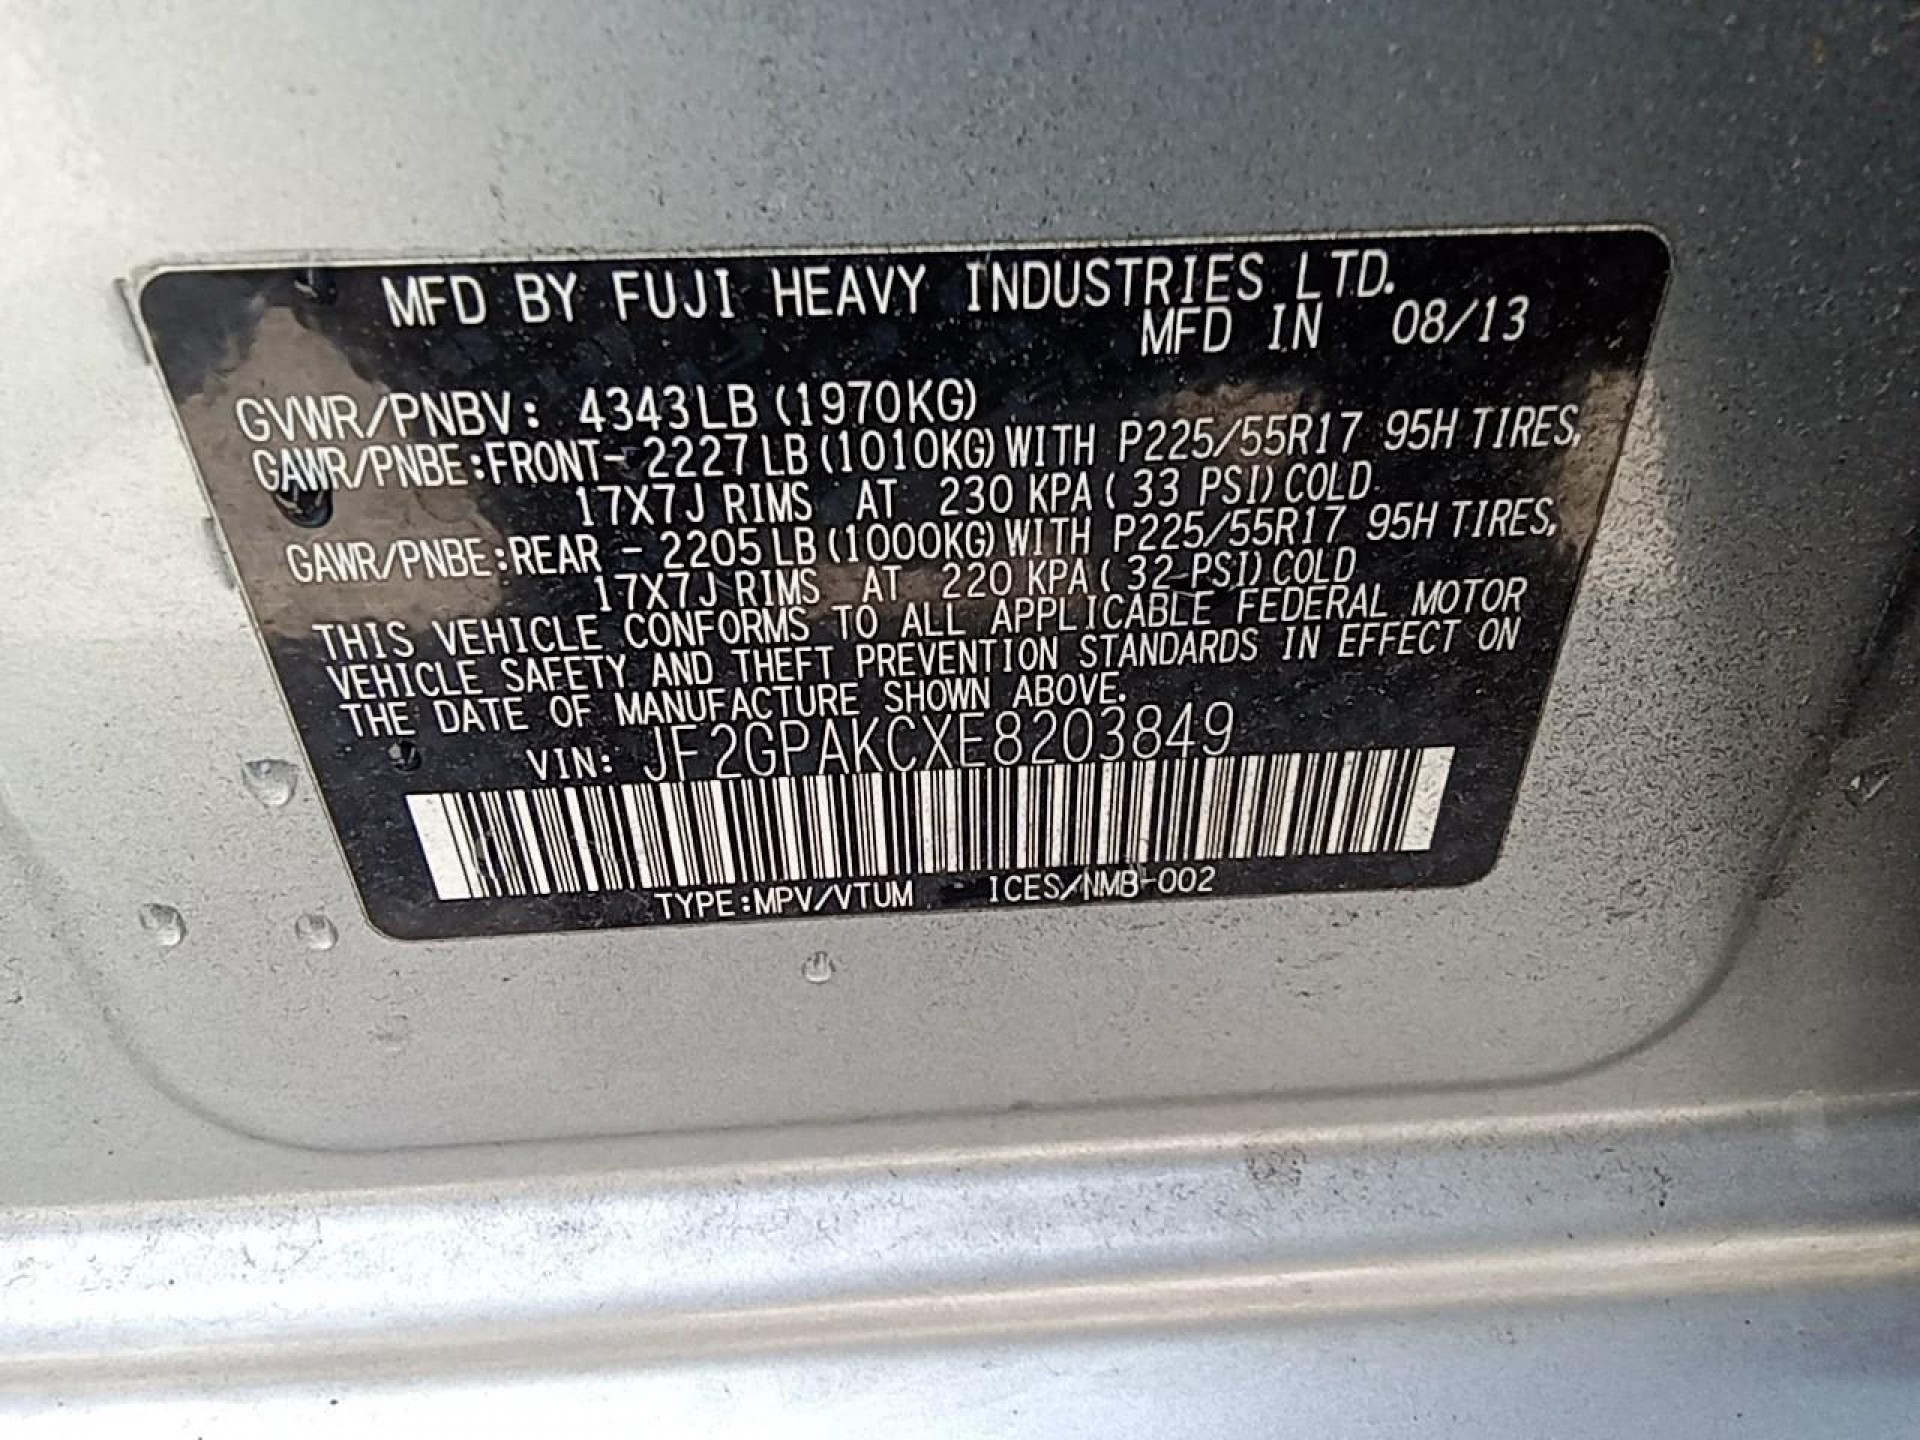 MFD BY FUJI HEAVY INDUSTRIES LTD.
MFD IN 08/13
GVWR/PNBV: 4343LB (1970KG)
GAWR/PNBE:FRONT- 2227LB (1010KG) WITH P225/55R17 95H TIRES,
17X7J RIMS AT 230 KPA ( 33 PSI) COLD
GAWR/PNBE:REAR - 2205LB (1000KG) WITH P225/55R17 95H TIRES,
17X7J RIMS AT 220 KPA ( 32 PSI) COLD
THIS VEHICLE CONFORMS TO ALL APPLICABLE FEDERAL MOTOR
VEHICLE SAFETY AND THEFT PREVENTION STANDARDS IN EFFECT ON
THE DATE OF MANUFACTURE SHOWN ABOVE.
VIN: JF2GPAKCXE8203849
TYPE:MPV/VTUM ICES/NMB-002